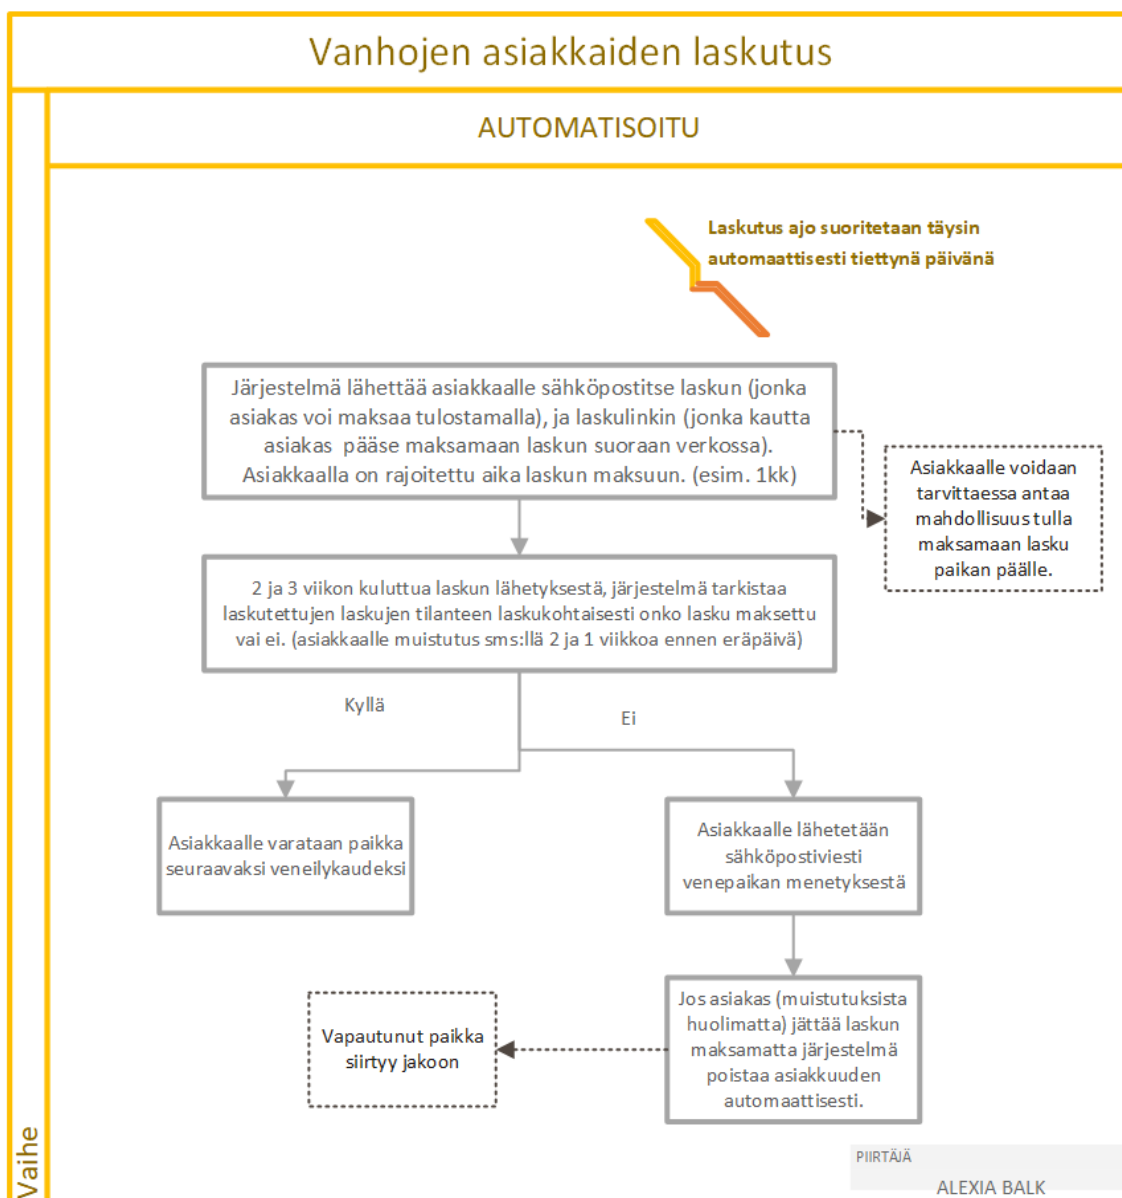 Vanhojen asiakkaiden laskutus
AUTOMATISOITU
Laskutus ajo suoritetaan täysin
automaattisesti tiettynä päivänä
Järjestelmä lähettää asiakkaalle sähköpostitse laskun (jonka
asiakas voi maksaa tulostamalla), ja laskulinkin (jonka kautta
asiakas pääse maksamaan laskun suoraan verkossa).
Asiakkaalla on rajoitettu aika laskun maksuun. (esim. 1kk)
Asiakkaalle voidaan
tarvittaessa antaa
mahdollisuus tulla
maksamaan lasku
paikan päälle.
2 ja 3 viikon kuluttua laskun lähetyksestä, järjestelmä tarkistaa
laskutettujen laskujen tilanteen laskukohtaisesti onko lasku maksettu
vai ei. (asiakkaalle muistutus sms:llä 2 ja 1 viikkoa ennen eräpäivä)
Kyllä
Ei
Asiakkaalle varataan paikka
seuraavaksi veneilykaudeksi
Asiakkaalle lähetetään
sähköpostiviesti
venepaikan menetyksestä
Jos asiakas (muistutuksista
huolimatta) jättää laskun
maksamatta järjestelmä
poistaa asiakkuuden
automaattisesti.
Vapautunut paikka
siirtyy jakoon
Vaihe
PIIRTÄJÄ
ALEXIA BALK